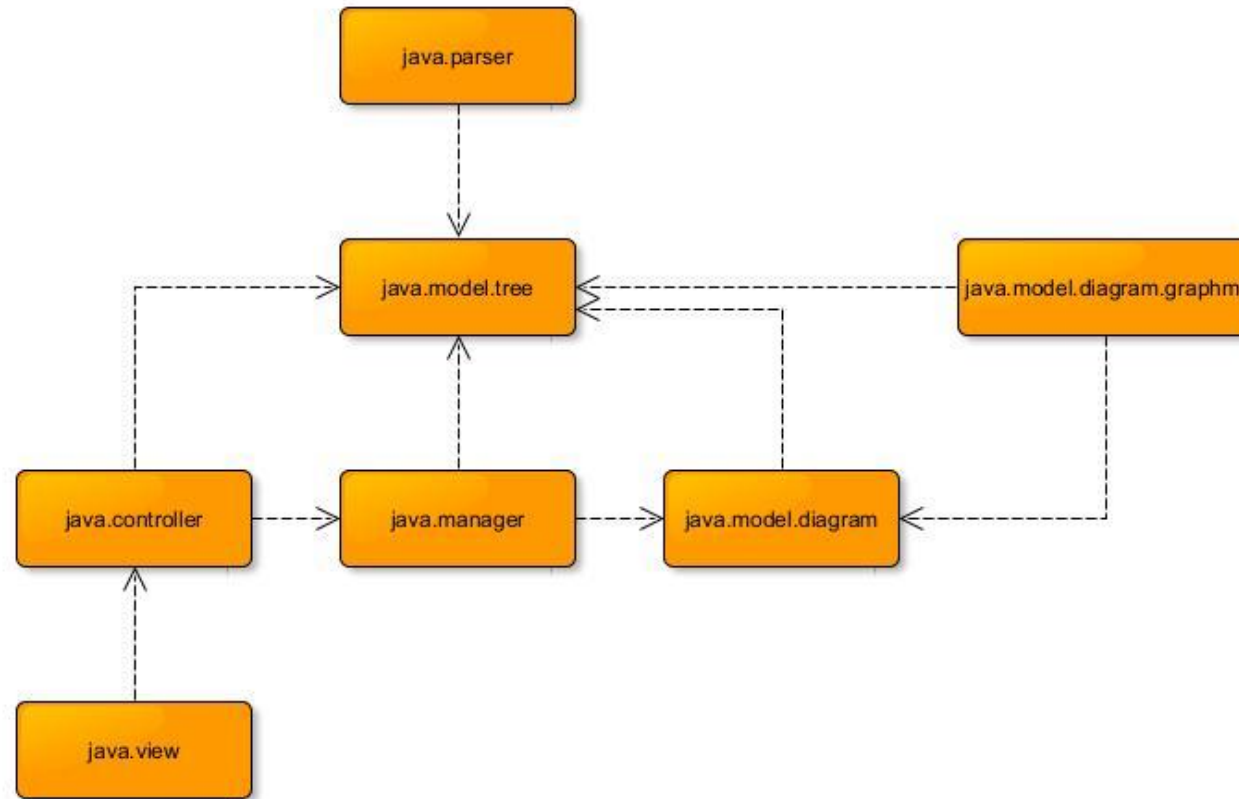 java.parser
java.model.tree
java.model.diagram.graphm
java.controller
java.manager
java.model.diagram
java.view